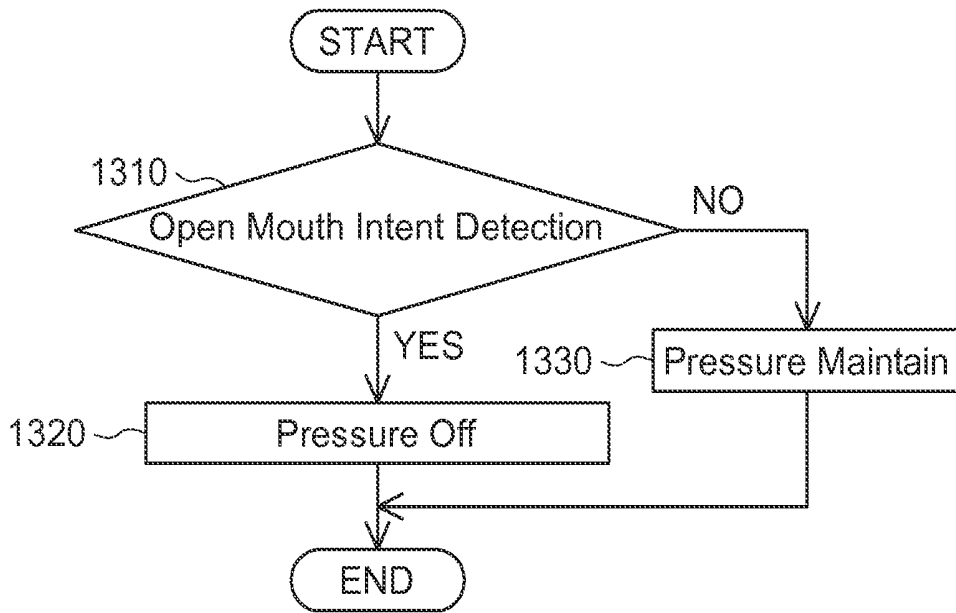 START
1310
Open Mouth Intent Detection
NO
YES
1330
Pressure Maintain
1320
Pressure Off
END